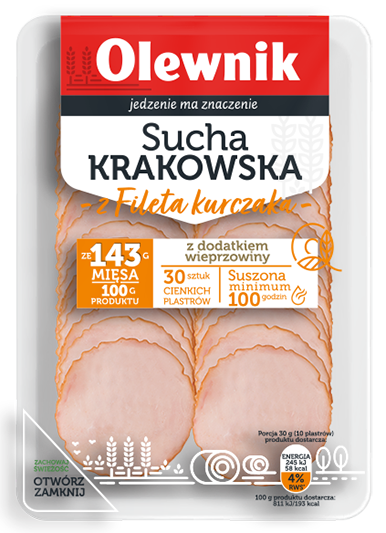 Olewnik
jedzenie ma znaczenie
Sucha
KRAKOWSKA
- z Fileta kurczaka -
ZE 143G
MIĘSA
100G
PRODUKTU
z dodatkiem
wieprzowiny
30 sztuk
CIENKICH
PLASTRÓW
Suszona
minimum
100 godzin
Porcja 30 g (10 plastrów)
produktu dostarcza:
ENERGIA
245 kJ
58 kcal
4%
RWS*
100 g produktu dostarcza:
811 kJ/193 kcal
ZACHOWAJ
ŚWIEŻOŚĆ
OTWÓRZ
ZAMKNIJ